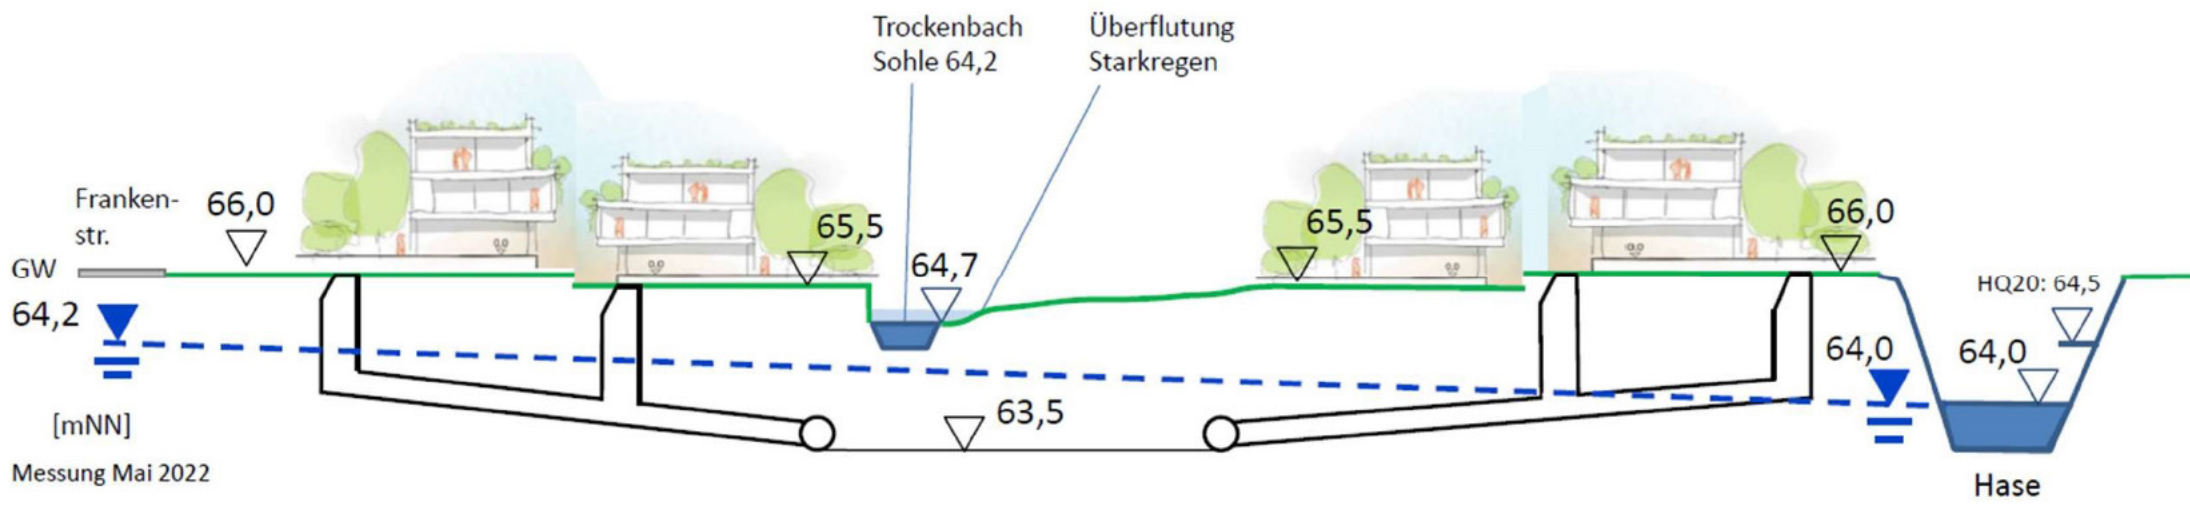 Trockenbach
Sohle 64,2
Überflutung
Starkregen
Franken-
str.
66,0
65,5
64,7
65,5
66,0
GW
64,2
HQ20: 64,5
64,0
64,0
63,5
[mNN]
Messung Mai 2022
Hase